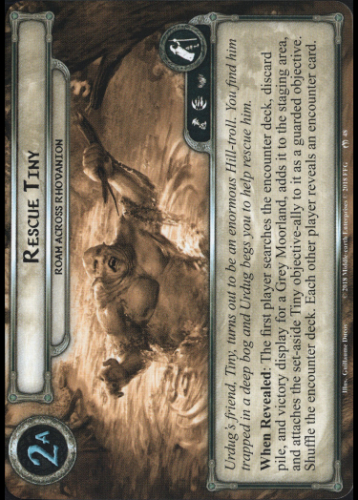 2A
RESCUE TINY
ROAM ACROSS RHOVANION
Urdug's friend, Tiny, turns out to be an enormous Hill-troll. You find him
trapped in a deep bog and Urdug begs you to help rescue him.
When Revealed: The first player searches the encounter deck, discard
pile, and victory display for a Grey Moorland, adds it to the staging area,
and attaches the set-aside Tiny objective-ally to it as a guarded objective.
Shuffle the encounter deck. Each other player reveals an encounter card.
Illus. Guillaume Ducos © 2018 Middle-earth Enterprises © 2018 FFG 48